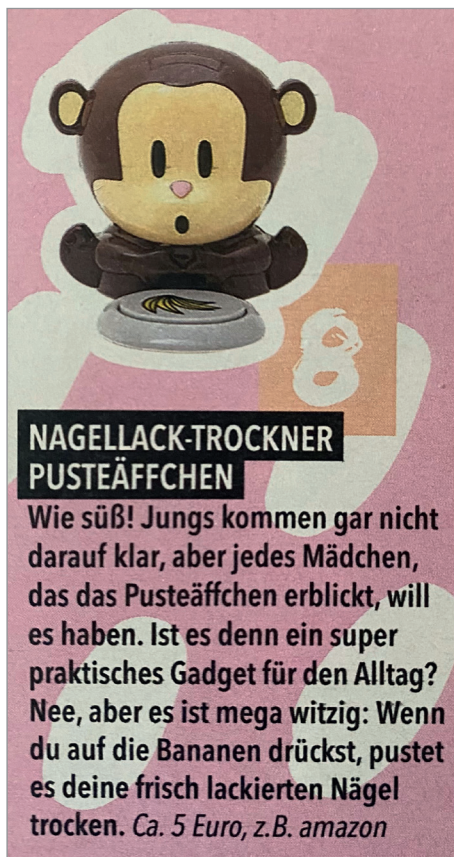 8
NAGELLACK-TROCKNER
PUSTEÄFFCHEN
Wie süß! Jungs kommen gar nicht
darauf klar, aber jedes Mädchen,
das das Pusteäffchen erblickt, will
es haben. Ist es denn ein super
praktisches Gadget für den Alltag?
Nee, aber es ist mega witzig: Wenn
du auf die Bananen drückst, pustet
es deine frisch lackierten Nägel
trocken. Ca. 5 Euro, z.B. amazon